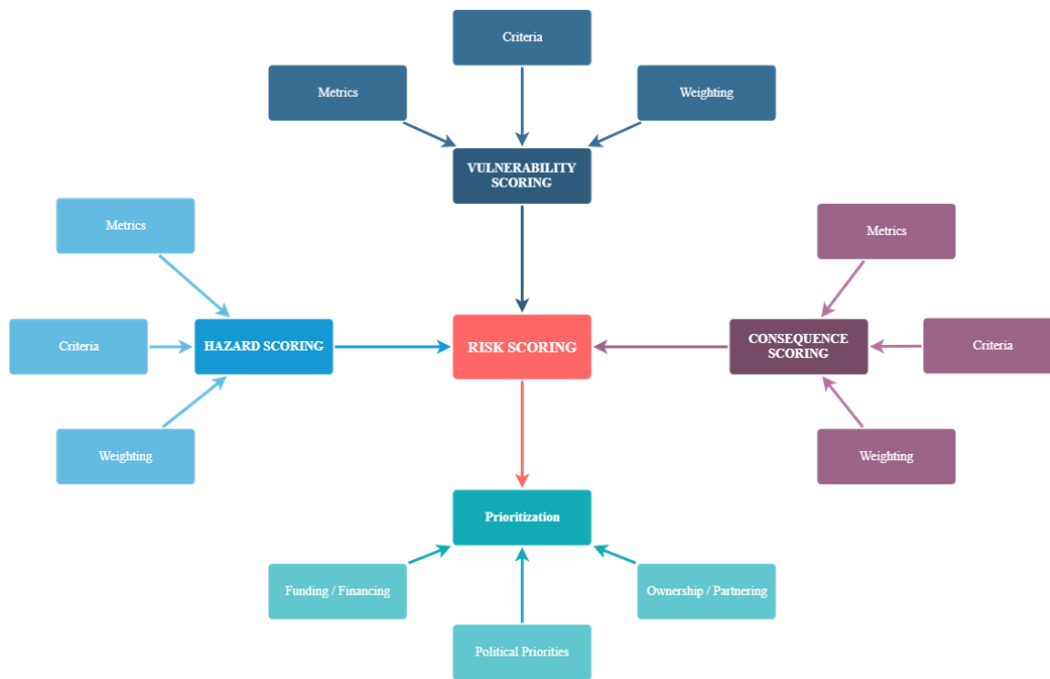 Criteria
Metrics
Weighting
VULNERABILITY
SCORING
Metrics
Metrics
Criteria
HAZARD SCORING
RISK SCORING
CONSEQUENCE
SCORING
Criteria
Weighting
Weighting
Prioritization
Funding / Financing
Ownership / Partnering
Political Priorities